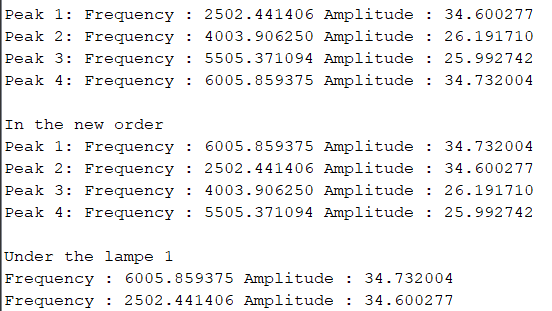 Peak 1: Frequency : 2502.441406 Amplitude : 34.600277
Peak 2: Frequency : 4003.906250 Amplitude : 26.191710
Peak 3: Frequency : 5505.371094 Amplitude : 25.992742
Peak 4: Frequency : 6005.859375 Amplitude : 34.732004
In the new order
Peak 1: Frequency : 6005.859375 Amplitude : 34.732004
Peak 2: Frequency : 2502.441406 Amplitude : 34.600277
Peak 3: Frequency : 4003.906250 Amplitude : 26.191710
Peak 4: Frequency : 5505.371094 Amplitude : 25.992742
Under the lampe 1
Frequency : 6005.859375 Amplitude : 34.732004
Frequency : 2502.441406 Amplitude : 34.600277